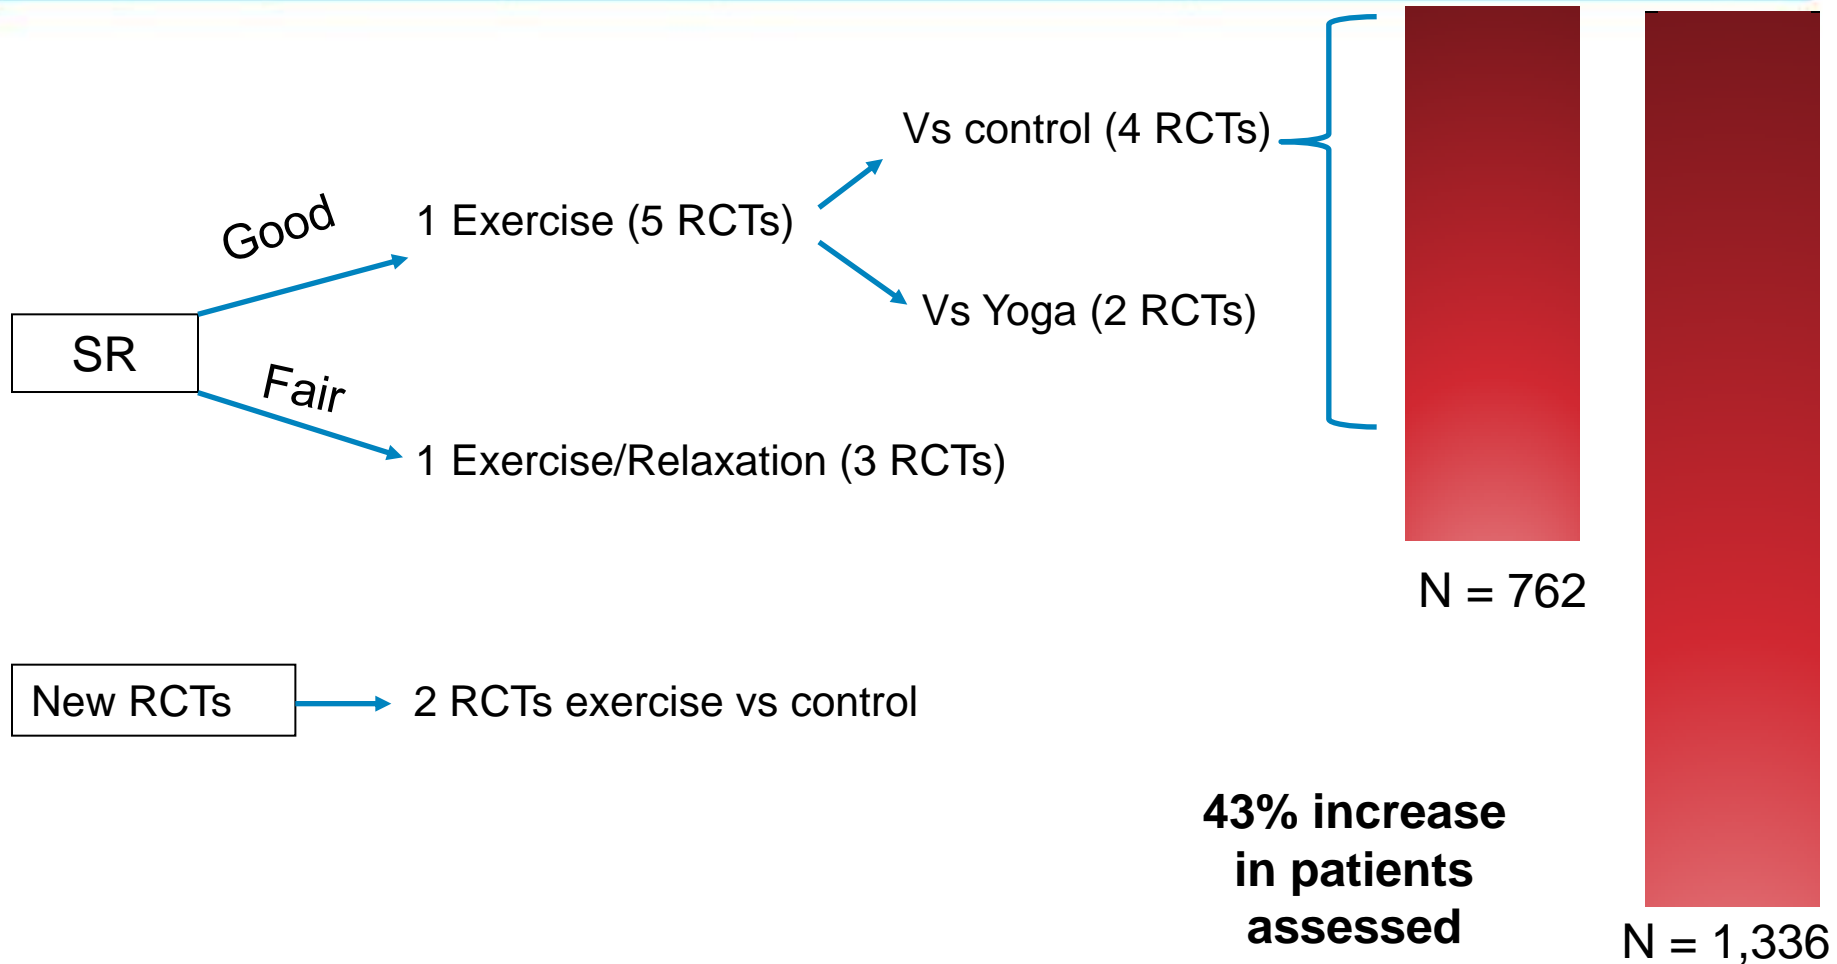 Vs control (4 RCTs)
Good
1 Exercise (5 RCTs)
Vs Yoga (2 RCTs)
SR
Fair
1 Exercise/Relaxation (3 RCTs)
N = 762
New RCTs
2 RCTs exercise vs control
43% increase
in patients
assessed
N = 1,336